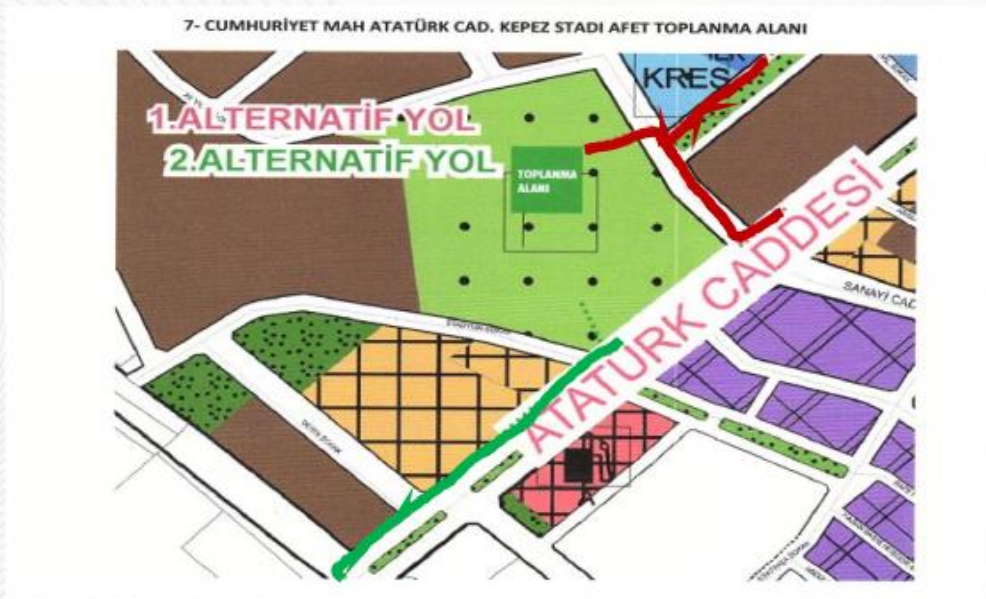 7- CUMHURİYET MAH ATATÜRK CAD. KEPEZ STADI AFET TOPLANMA ALANI
KREŞ
1.ALTERNATİF YOL
2.ALTERNATİF YOL
TOPLANMA
ALANI
ATATÜRK CADDESİ
SANAYİ CAD